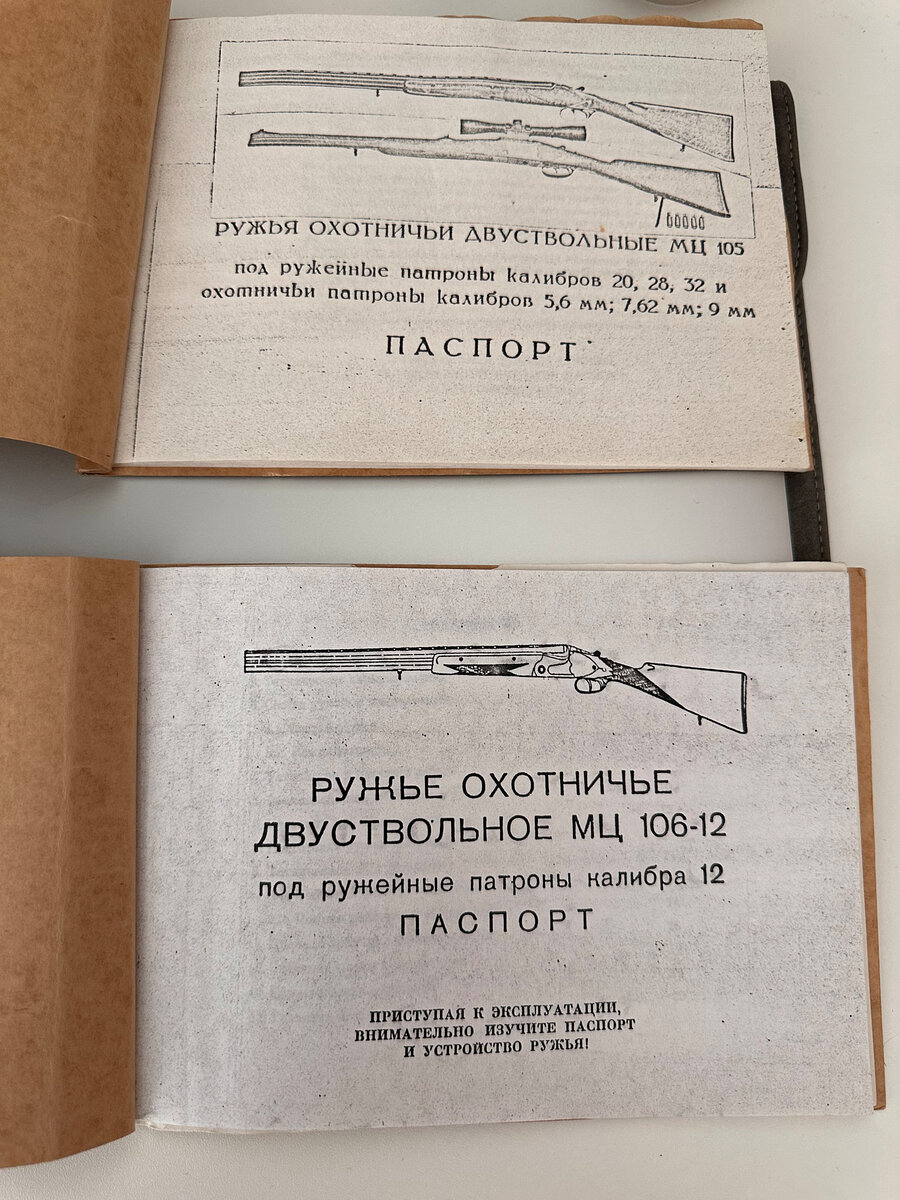 РУЖЬЯ ОХОТНИЧЬИ ДВУСТВОЛЬНЫЕ МЦ 105
под ружейные патроны калибров 20, 28, 32 и
охотничьи патроны калибров 5,6 мм; 7,62 мм; 9 мм
ПАСПОРТ
РУЖЬЕ ОХОТНИЧЬЕ
ДВУСТВОЛЬНОЕ МЦ 106-12
под ружейные патроны калибра 12
ПАСПОРТ
ПРИСТУПАЯ К ЭКСПЛУАТАЦИИ,
ВНИМАТЕЛЬНО ИЗУЧИТЕ ПАСПОРТ
И УСТРОЙСТВО РУЖЬЯ!